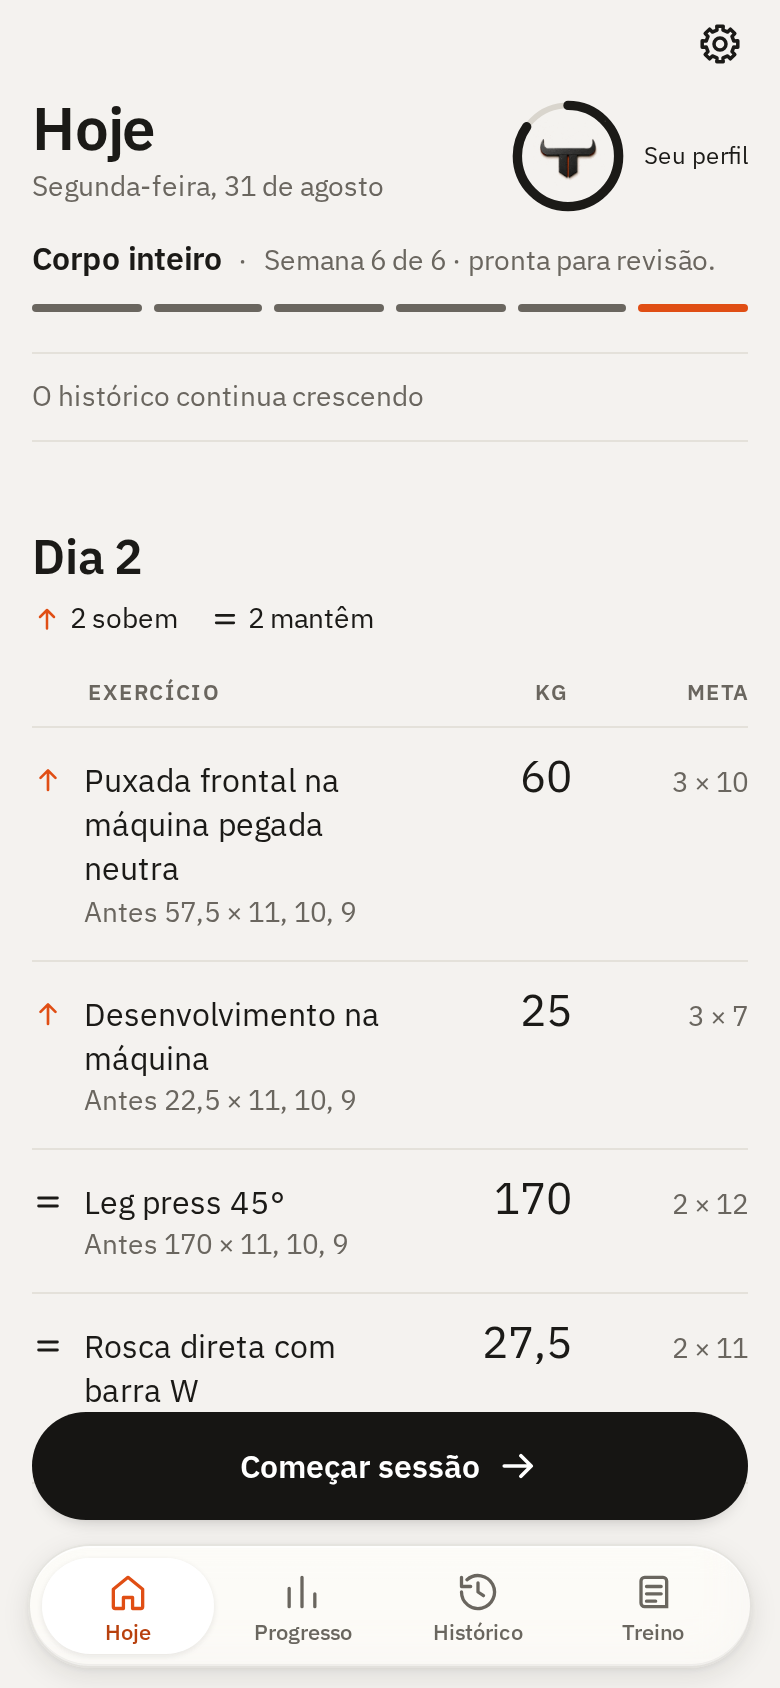 Hoje
Segunda-feira, 31 de agosto
Seu perfil
Corpo inteiro · Semana 6 de 6 · pronta para revisão.
O histórico continua crescendo
Dia 2
↑ 2 sobem = 2 mantêm
EXERCÍCIO KG META
↑ Puxada frontal na 60 3 × 10
máquina pegada
neutra
Antes 57,5 × 11, 10, 9
↑ Desenvolvimento na 25 3 × 7
máquina
Antes 22,5 × 11, 10, 9
= Leg press 45° 170 2 × 12
Antes 170 × 11, 10, 9
= Rosca direta com 27,5 2 × 11
barra W
Começar sessão →
Hoje Progresso Histórico Treino